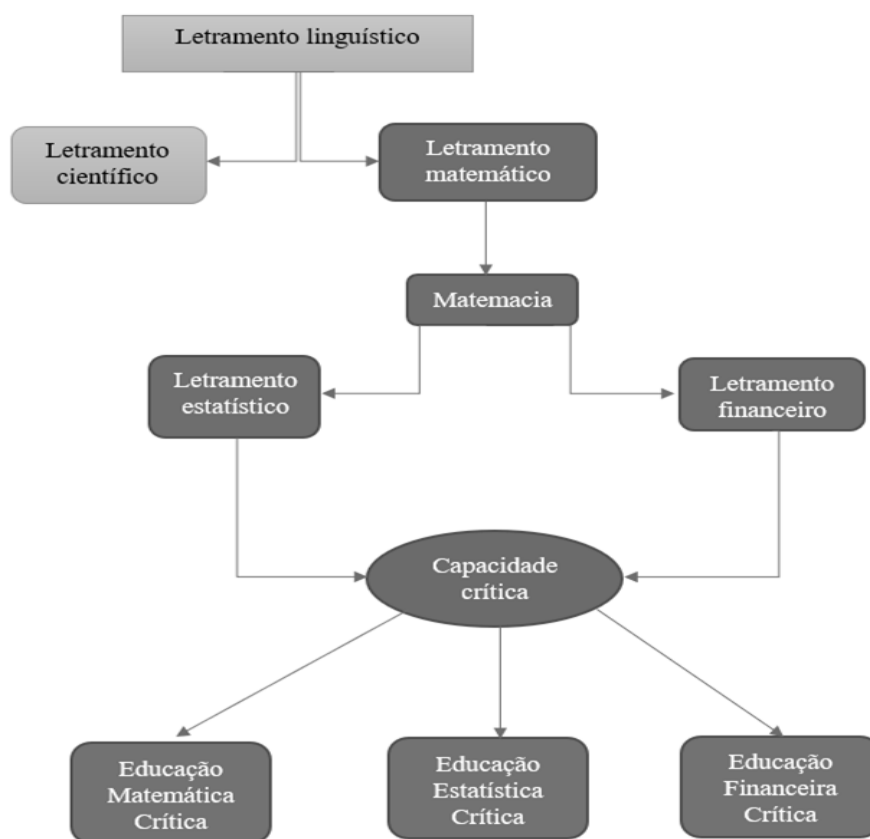 Letramento linguístico
Letramento
científico
Letramento
matemático
Matemacia
Letramento
estatístico
Letramento
financeiro
Capacidade
crítica
Educação
Matemática
Crítica
Educação
Estatística
Crítica
Educação
Financeira
Crítica